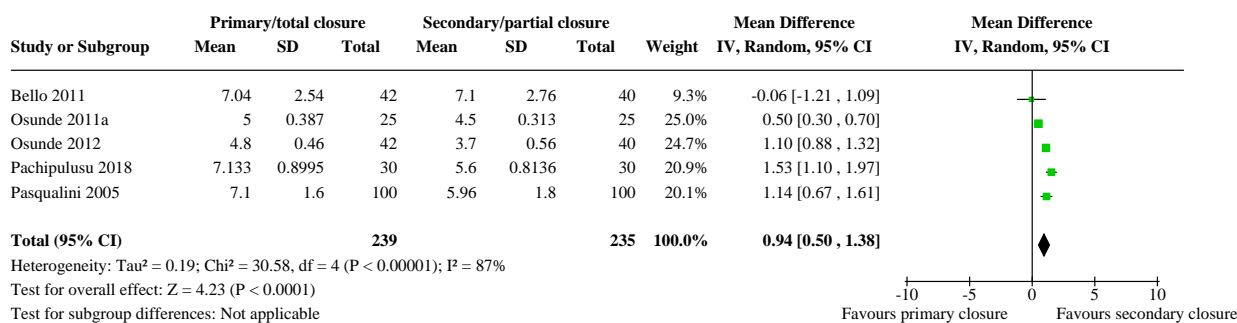 Primary/total closure Secondary/partial closure Mean Difference Mean Difference
Study or Subgroup Mean SD Total Mean SD Total Weight IV, Random, 95% CI IV, Random, 95% CI
Bello 2011 7.04 2.54 42 7.1 2.76 40 9.3% -0.06 [-1.21 , 1.09]
Osunde 2011a 5 0.387 25 4.5 0.313 25 25.0% 0.50 [0.30 , 0.70]
Osunde 2012 4.8 0.46 42 3.7 0.56 40 24.7% 1.10 [0.88 , 1.32]
Pachipulusu 2018 7.133 0.8995 30 5.6 0.8136 30 20.9% 1.53 [1.10 , 1.97]
Pasqualini 2005 7.1 1.6 100 5.96 1.8 100 20.1% 1.14 [0.67 , 1.61]
Total (95% CI) 239 235 100.0% 0.94 [0.50 , 1.38]
Heterogeneity: Tau² = 0.19; Chi² = 30.58, df = 4 (P < 0.00001); I² = 87%
Test for overall effect: Z = 4.23 (P < 0.0001)
Test for subgroup differences: Not applicable
-10 -5 0 5 10
Favours primary closure Favours secondary closure